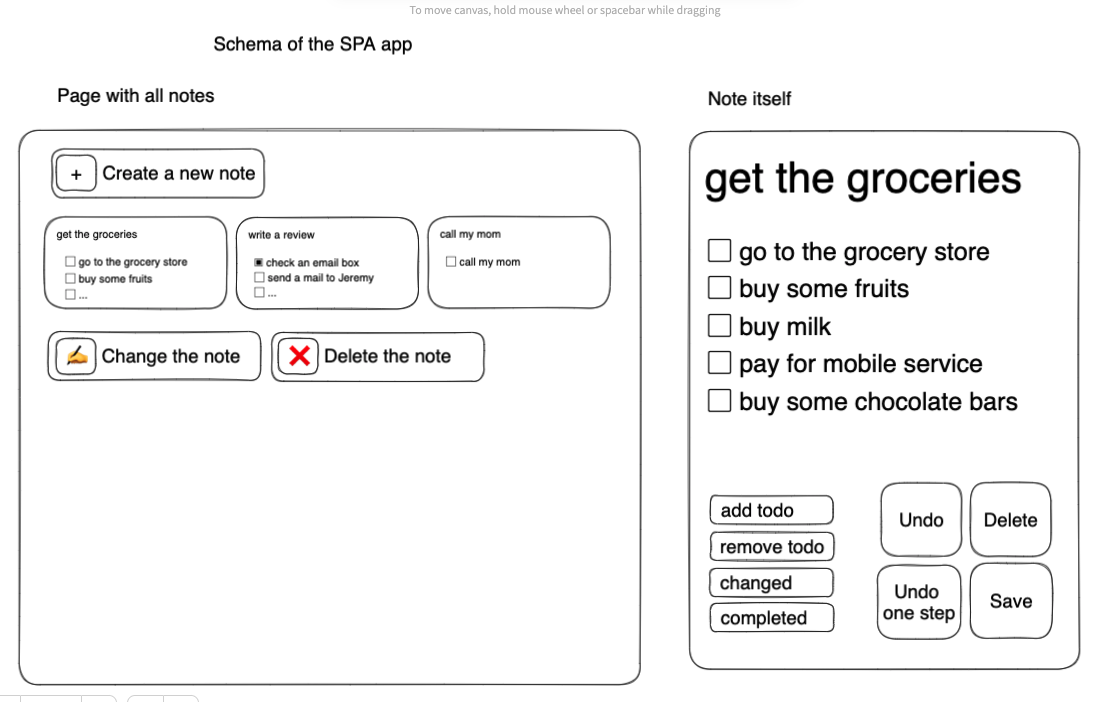 To move canvas, hold mouse wheel or spacebar while dragging
Schema of the SPA app
Page with all notes
+ Create a new note
get the groceries
go to the grocery store
buy some fruits
...
write a review
check an email box
send a mail to Jeremy
...
call my mom
call my mom
Change the note
Delete the note
Note itself
get the groceries
go to the grocery store
buy some fruits
buy milk
pay for mobile service
buy some chocolate bars
add todo
remove todo
changed
completed
Undo
Delete
Undo
one step
Save